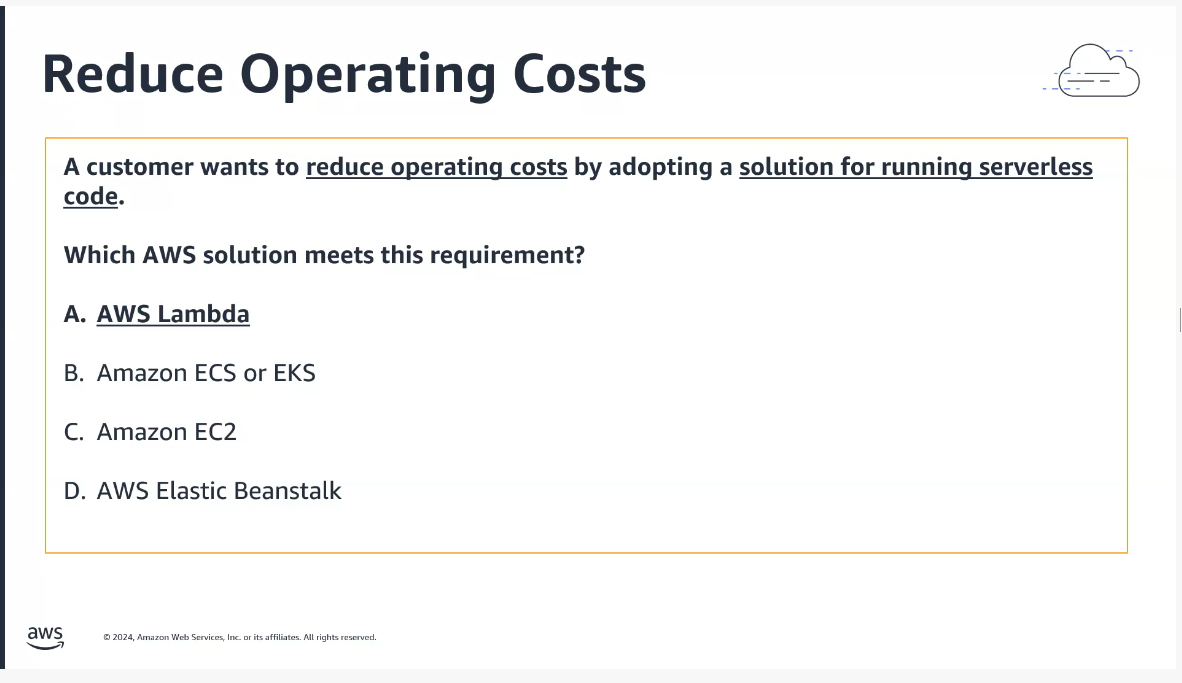 Reduce Operating Costs
A customer wants to reduce operating costs by adopting a solution for running serverless
code.
Which AWS solution meets this requirement?
A. AWS Lambda
B. Amazon ECS or EKS
C. Amazon EC2
D. AWS Elastic Beanstalk
aws
© 2024, Amazon Web Services, Inc. or its affiliates. All rights reserved.